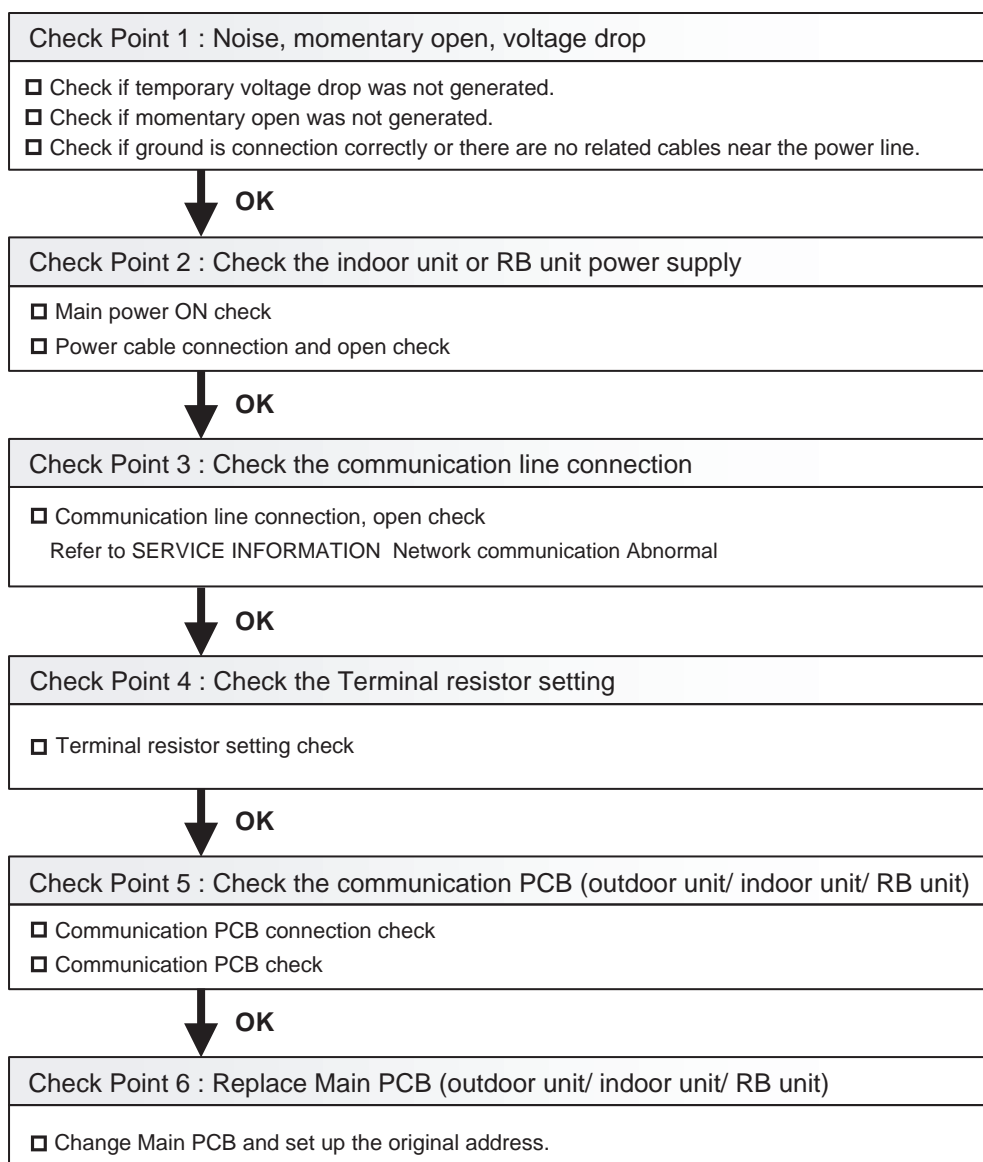 Check Point 1 : Noise, momentary open, voltage drop
Check if temporary voltage drop was not generated.
Check if momentary open was not generated.
Check if ground is connection correctly or there are no related cables near the power line.
OK
Check Point 2 : Check the indoor unit or RB unit power supply
Main power ON check
Power cable connection and open check
OK
Check Point 3 : Check the communication line connection
Communication line connection, open check
Refer to SERVICE INFORMATION  Network communication Abnormal
OK
Check Point 4 : Check the Terminal resistor setting
Terminal resistor setting check
OK
Check Point 5 : Check the communication PCB (outdoor unit/ indoor unit/ RB unit)
Communication PCB connection check
Communication PCB check
OK
Check Point 6 : Replace Main PCB (outdoor unit/ indoor unit/ RB unit)
Change Main PCB and set up the original address.